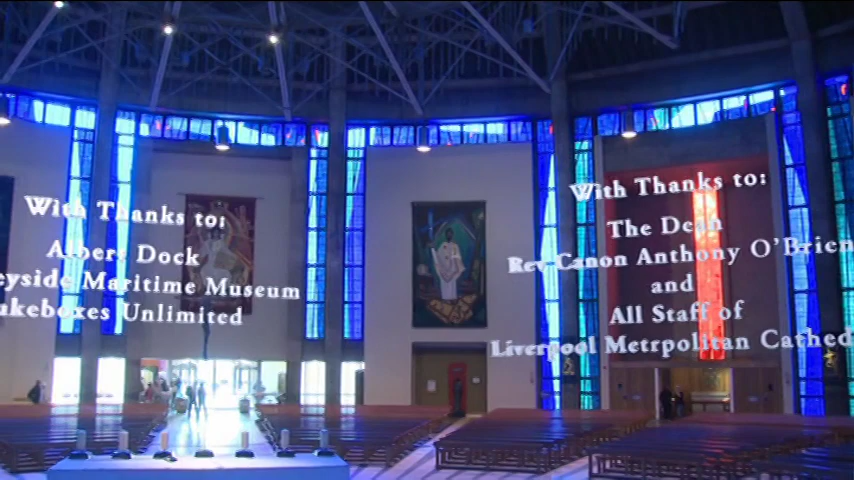 With Thanks to:
Albert Dock
eyside Maritime Museum
ukeboxes Unlimited
With Thanks to:
The Dean
Rev Canon Anthony O'Brien
and
All Staff of
Liverpool Metrpolitan Cathed